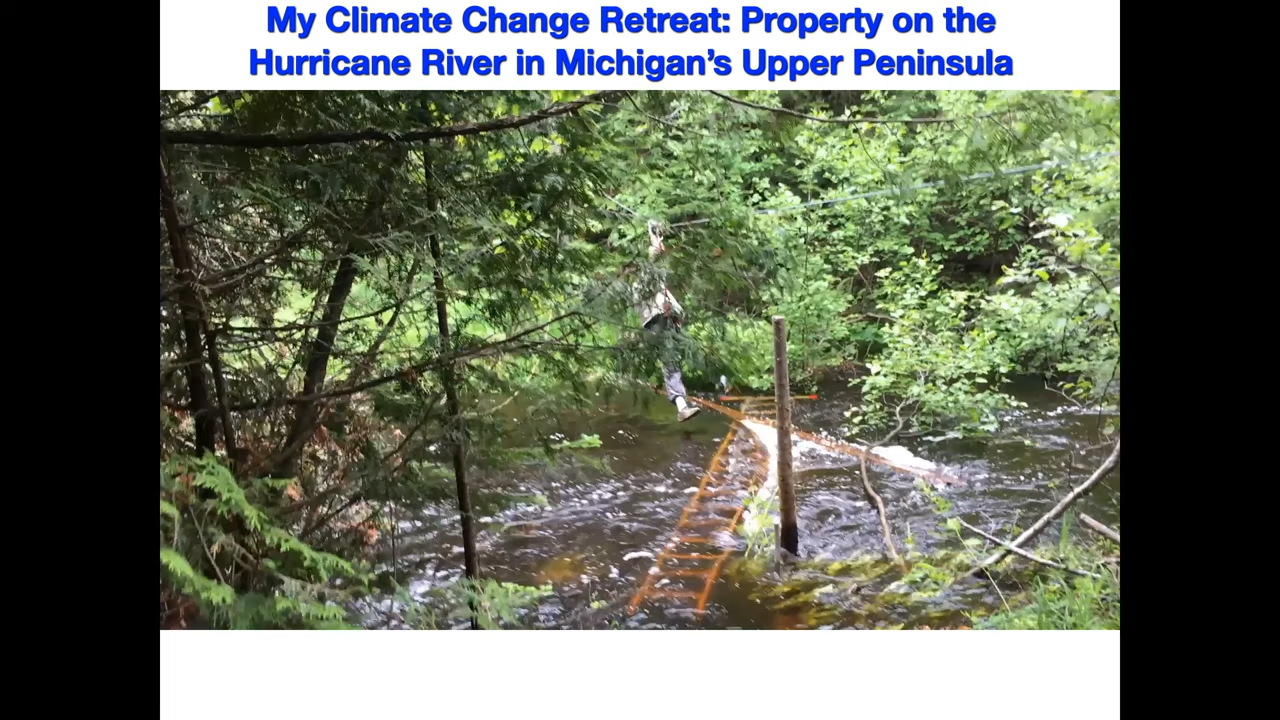 My Climate Change Retreat: Property on the
Hurricane River in Michigan’s Upper Peninsula